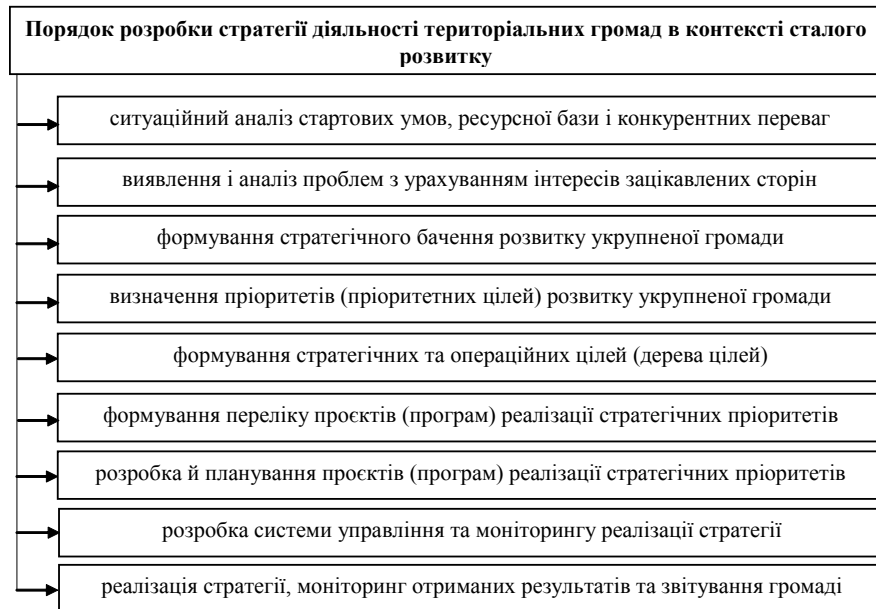 Порядок розробки стратегії діяльності територіальних громад в контексті сталого
розвитку
ситуаційний аналіз стартових умов, ресурсної бази і конкурентних переваг
виявлення і аналіз проблем з урахуванням інтересів зацікавлених сторін
формування стратегічного бачення розвитку укрупненої громади
визначення пріоритетів (пріоритетних цілей) розвитку укрупненої громади
формування стратегічних та операційних цілей (дерева цілей)
формування переліку проєктів (програм) реалізації стратегічних пріоритетів
розробка й планування проєктів (програм) реалізації стратегічних пріоритетів
розробка системи управління та моніторингу реалізації стратегії
реалізація стратегії, моніторинг отриманих результатів та звітування громаді